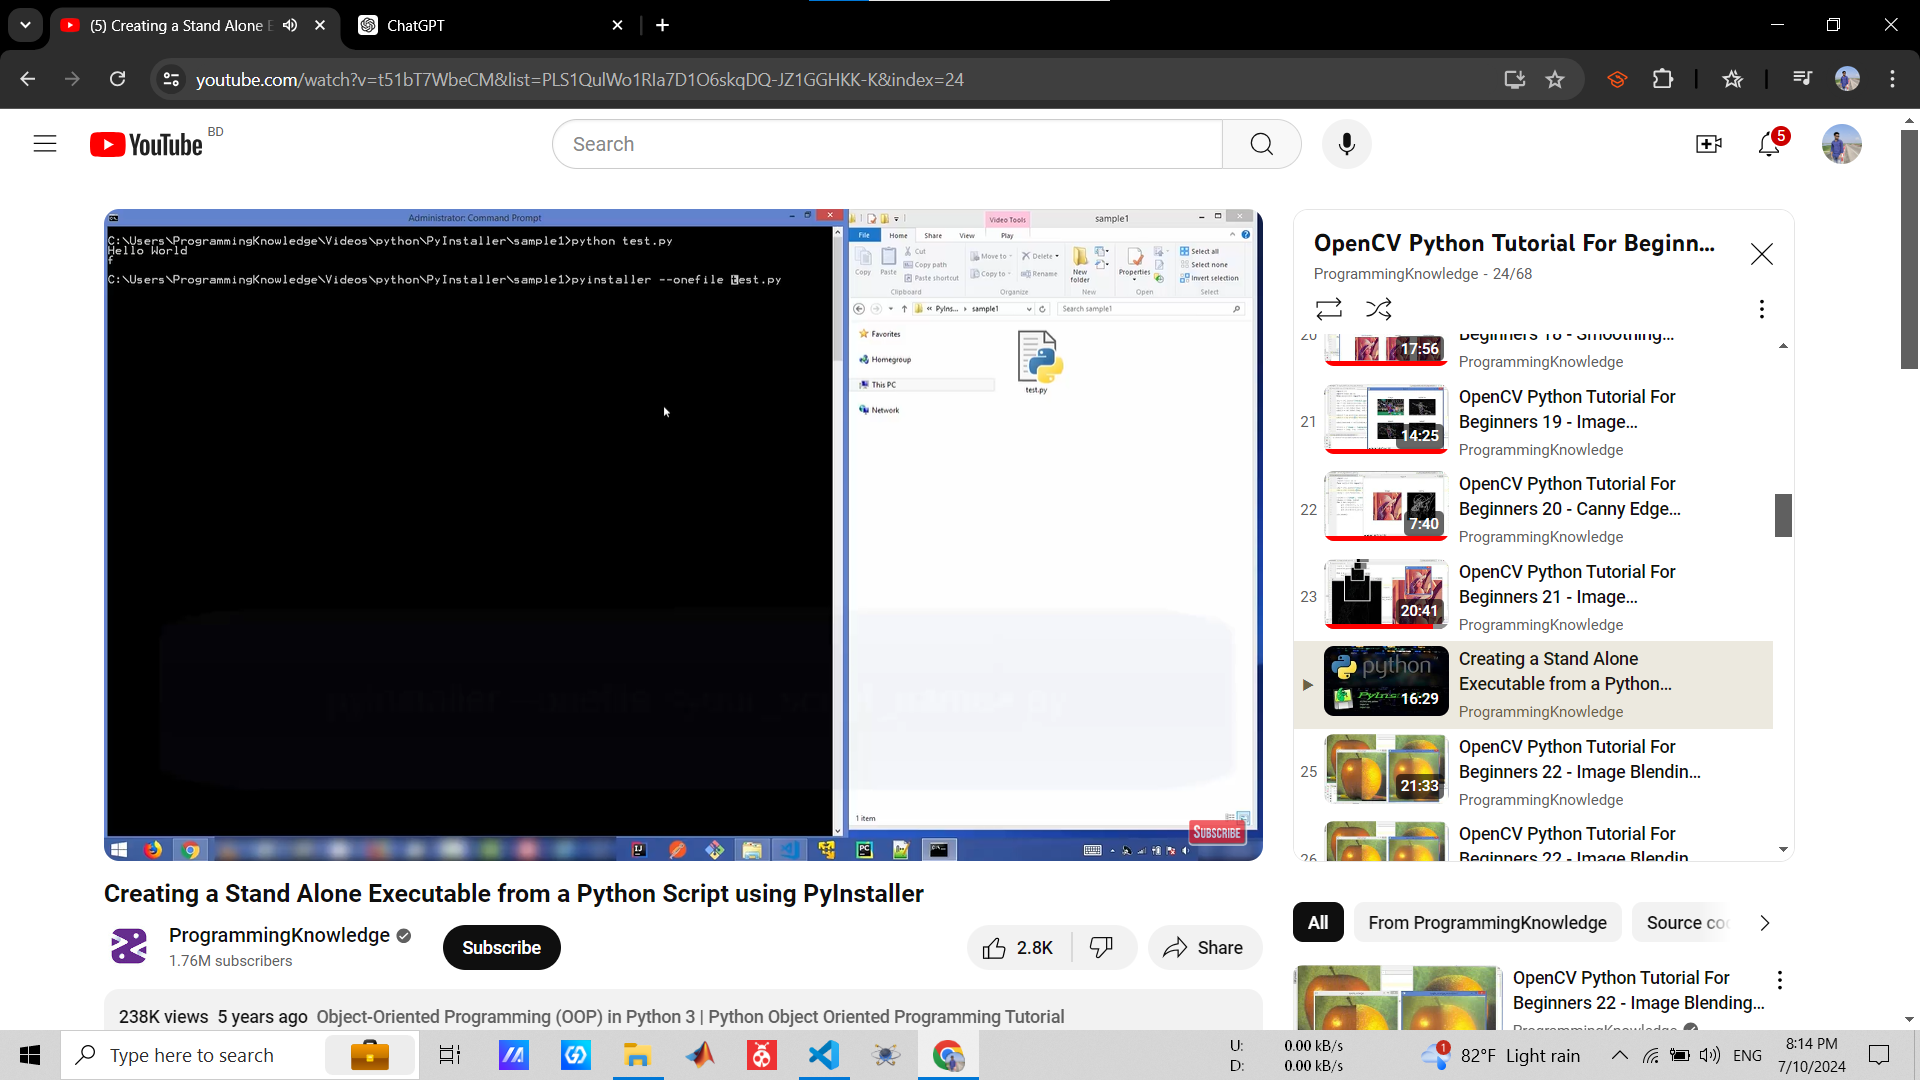 (5) Creating a Stand Alone E
ChatGPT
youtube.com/watch?v=t51bT7WbeCM&list=PLS1QulWo1RIa7D1O6skqDQ-JZ1GGHKK-K&index=24
YouTube
BD
Search
5
Administrator: Command Prompt
C:\Users\ProgrammingKnowledge\Videos\python\PyInstaller\sample1>python test.py
Hello World
f
C:\Users\ProgrammingKnowledge\Videos\python\PyInstaller\sample1>pyinstaller --onefile test.py
Video Tools
sample1
File
Home
Share
View
Play
Copy
Paste
Cut
Copy path
Paste shortcut
Clipboard
Move to
Copy to
Delete
Rename
Organize
New folder
New
Properties
Open
Select all
Select none
Invert selection
Select
« PyIns...
sample1
Search sample1
Favorites
Homegroup
This PC
Network
test.py
1 item
SUBSCRIBE
OpenCV Python Tutorial For Beginn...
ProgrammingKnowledge - 24/68
20
17:56
Beginners 18 - Smoothing...
ProgrammingKnowledge
21
14:25
OpenCV Python Tutorial For
Beginners 19 - Image...
ProgrammingKnowledge
22
7:40
OpenCV Python Tutorial For
Beginners 20 - Canny Edge...
ProgrammingKnowledge
23
20:41
OpenCV Python Tutorial For
Beginners 21 - Image...
ProgrammingKnowledge
python
PyIns
16:29
Creating a Stand Alone
Executable from a Python...
ProgrammingKnowledge
25
21:33
OpenCV Python Tutorial For
Beginners 22 - Image Blendin...
ProgrammingKnowledge
26
OpenCV Python Tutorial For
Beginners 22 - Image Blendin
Creating a Stand Alone Executable from a Python Script using PyInstaller
ProgrammingKnowledge
1.76M subscribers
Subscribe
2.8K
Share
238K views 5 years ago Object-Oriented Programming (OOP) in Python 3 | Python Object Oriented Programming Tutorial
All
From ProgrammingKnowledge
Source co
OpenCV Python Tutorial For
Beginners 22 - Image Blending...
ProgrammingKnowledge
Type here to search
U: 0.00 kB/s
D: 0.00 kB/s
1
82°F Light rain
ENG
8:14 PM
7/10/2024